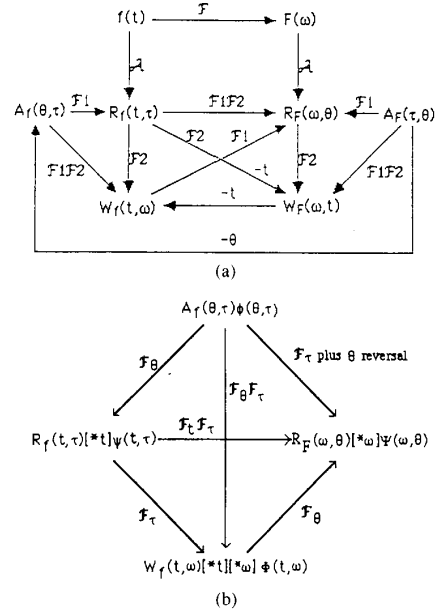 f(t) ℱ F(ω)
𝓡 𝓡
A_f(θ,τ) ℱ1 R_f(t,τ) ℱ1ℱ2 R_F(ω,θ) ℱ1 A_F(τ,θ)
ℱ2 ℱ1
ℱ1ℱ2 ℱ2 -t ℱ2 ℱ1ℱ2
-t
W_f(t,ω) W_F(ω,t)
-θ
(a)
A_f(θ,τ)ϕ(θ,τ)
ℱ_θ ℱ_τ plus θ reversal
ℱ_θℱ_τ
R_f(t,τ)[*t]ψ(t,τ) ℱ_tℱ_τ R_F(ω,θ)[*ω]Ψ(ω,θ)
ℱ_τ ℱ_θ
W_f(t,ω)[*t][*ω]Φ(t,ω)
(b)